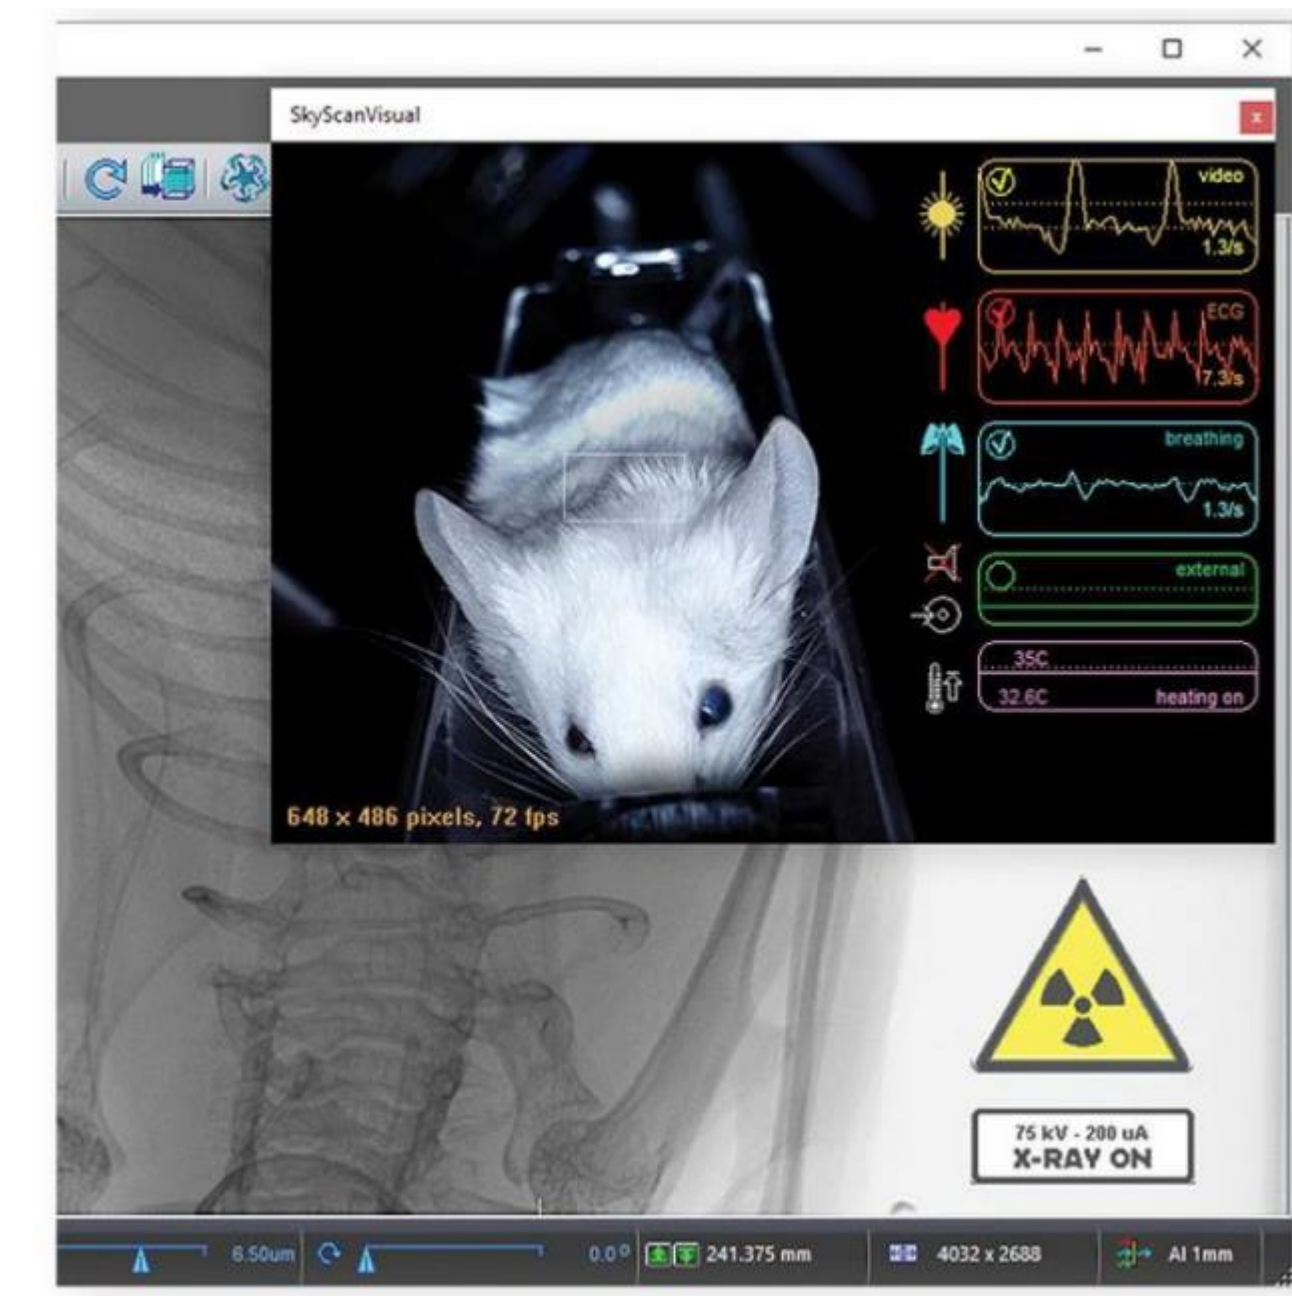 SkyScanVisual
video
1.3/s
ECG
7.3/s
breathing
1.3/s
external
35C
32.6C heating on
648 x 486 pixels, 72 fps
75 kV - 200 uA
X-RAY ON
6.50um 0.0° 241.375 mm 4032 x 2688 Al 1mm